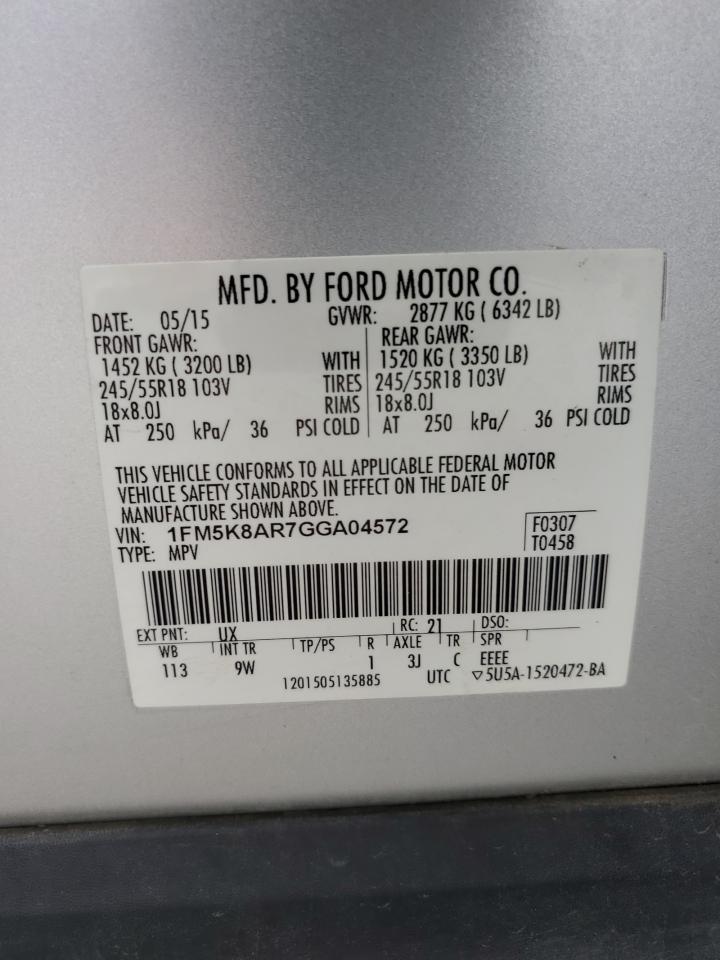 MFD. BY FORD MOTOR CO.
DATE: 05/15 GVWR: 2877 KG ( 6342 LB)
FRONT GAWR: REAR GAWR:
1452 KG ( 3200 LB) WITH 1520 KG ( 3350 LB) WITH
245/55R18 103V TIRES 245/55R18 103V TIRES
18x8.0J RIMS 18x8.0J RIMS
AT 250 kPa/ 36 PSI COLD AT 250 kPa/ 36 PSI COLD
THIS VEHICLE CONFORMS TO ALL APPLICABLE FEDERAL MOTOR
VEHICLE SAFETY STANDARDS IN EFFECT ON THE DATE OF
MANUFACTURE SHOWN ABOVE.
VIN: 1FM5K8AR7GGA04572 F0307
TYPE: MPV T0458
EXT PNT: UX RC: 21 DSO:
WB INT TR TP/PS R AXLE TR SPR
113 9W 1 3J C EEEE
1201505135885 UTC ▽5U5A-1520472-BA